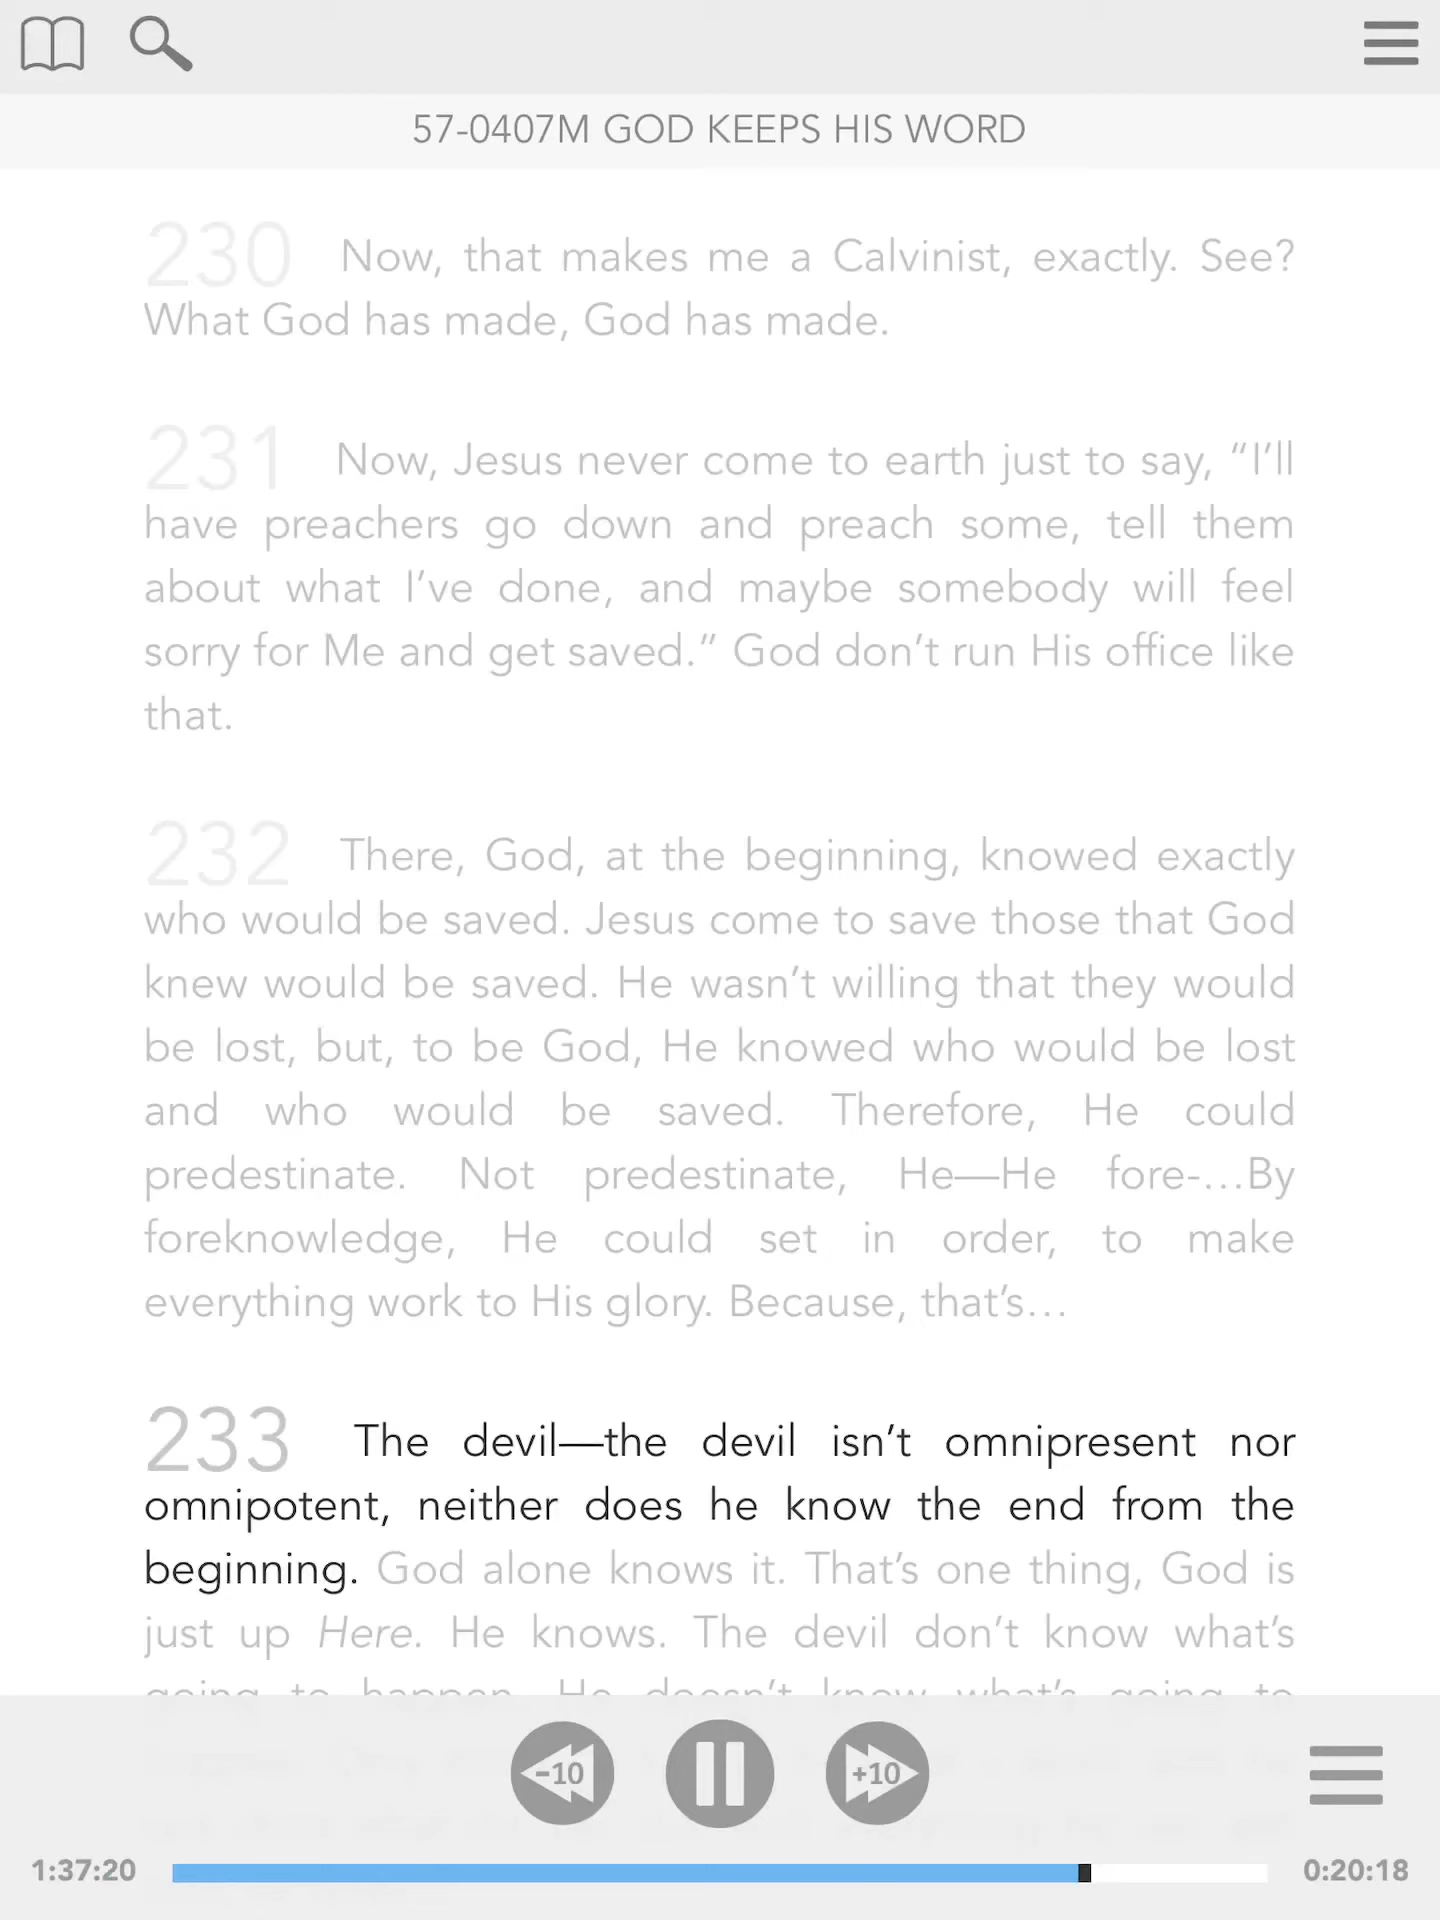 57-0407M GOD KEEPS HIS WORD
230 Now, that makes me a Calvinist, exactly. See?
What God has made, God has made.
231 Now, Jesus never come to earth just to say, “I’ll
have preachers go down and preach some, tell them
about what I’ve done, and maybe somebody will feel
sorry for Me and get saved.” God don’t run His office like
that.
232 There, God, at the beginning, knowed exactly
who would be saved. Jesus come to save those that God
knew would be saved. He wasn’t willing that they would
be lost, but, to be God, He knowed who would be lost
and who would be saved. Therefore, He could
predestinate. Not predestinate, He—He fore-…By
foreknowledge, He could set in order, to make
everything work to His glory. Because, that’s…
233 The devil—the devil isn’t omnipresent nor
omnipotent, neither does he know the end from the
beginning. God alone knows it. That’s one thing, God is
just up Here. He knows. The devil don’t know what’s
going to happen. He doesn’t know what’s going to
-10 +10
1:37:20 0:20:18